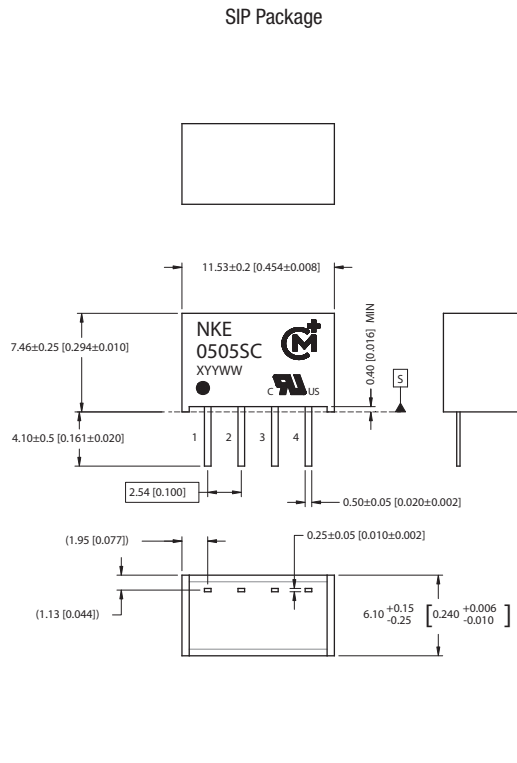 SIP Package
11.53±0.2 [0.454±0.008]
NKE
0505SC
XYYWW
CM+
C RU US
7.46±0.25 [0.294±0.010]
0.40 [0.016] MIN
S
4.10±0.5 [0.161±0.020]
1 2 3 4
2.54 [0.100]
0.50±0.05 [0.020±0.002]
(1.95 [0.077])
0.25±0.05 [0.010±0.002]
(1.13 [0.044])
6.10 +0.15 -0.25 [0.240 +0.006 -0.010]